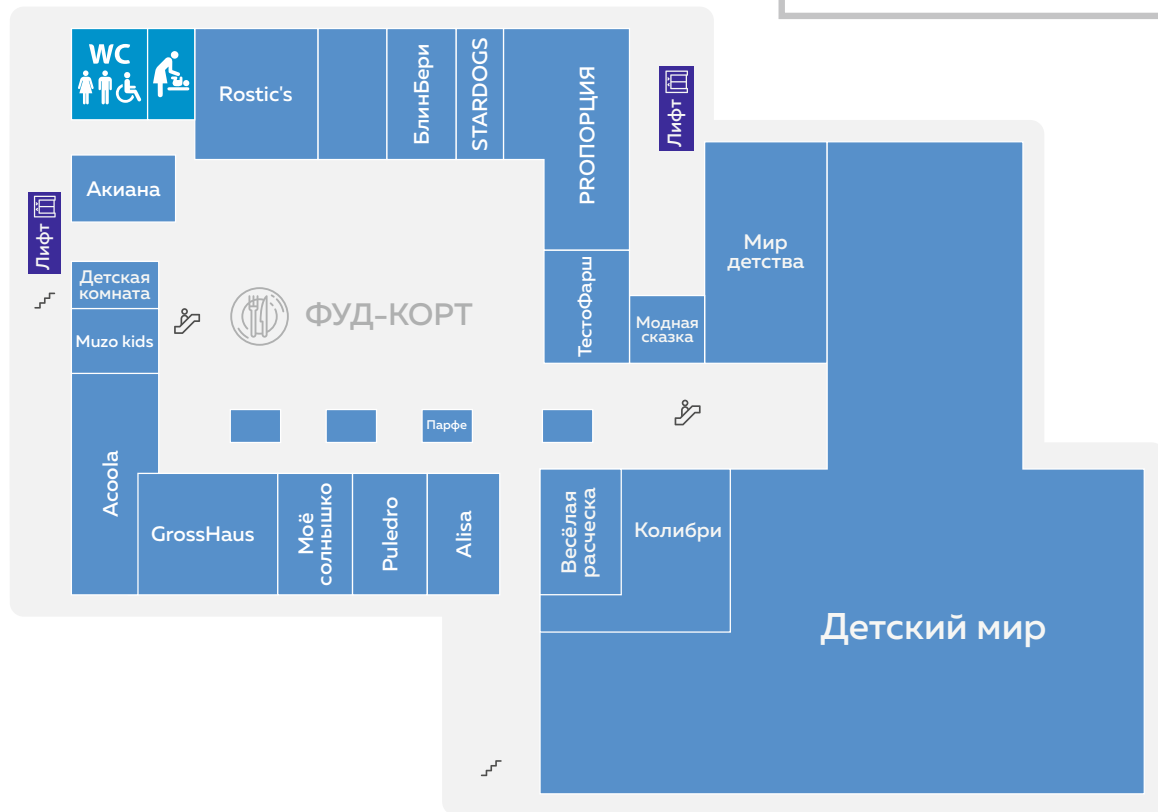 WC
Rostic's
БлинБери
STARDOGS
PROПОРЦИЯ
Лифт
Акиана
Лифт
Мир
детства
Детская
комната
ФУД-КОРТ
ТестоФарш
Модная
сказка
Muzo kids
Парфе
Acoola
GrossHaus
Моё
солнышко
Puledro
Alisa
Весёлая
расческа
Колибри
Детский мир